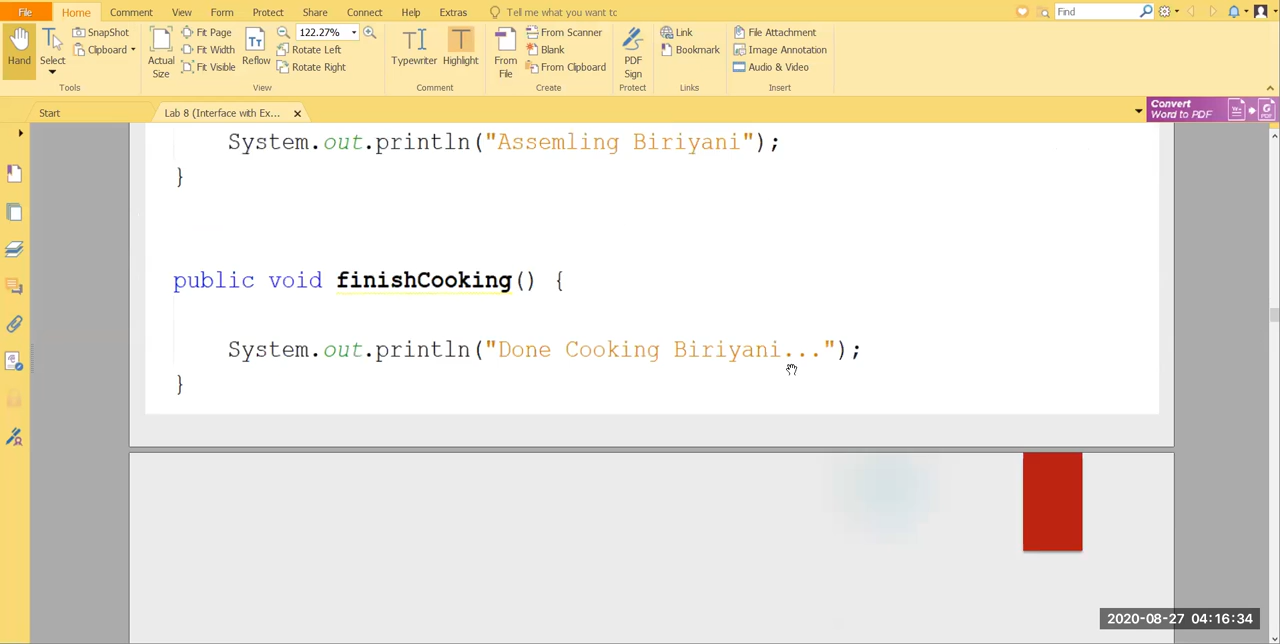 File Home Comment View Form Protect Share Connect Help Extras Tell me what you want tc Find
Hand
Select
SnapShot
Clipboard
Tools
Actual Size
Fit Page
Fit Width
Fit Visible
Reflow
122.27%
Rotate Left
Rotate Right
View
Typewriter
Highlight
Comment
From File
From Scanner
Blank
From Clipboard
Create
PDF Sign
Protect
Link
Bookmark
Links
File Attachment
Image Annotation
Audio & Video
Insert
Start
Lab 8 (Interface with Ex...
Convert
Word to PDF
System.out.println("Assemling Biriyani");
}
public void finishCooking() {
System.out.println("Done Cooking Biriyani...");
}
2020-08-27 04:16:34